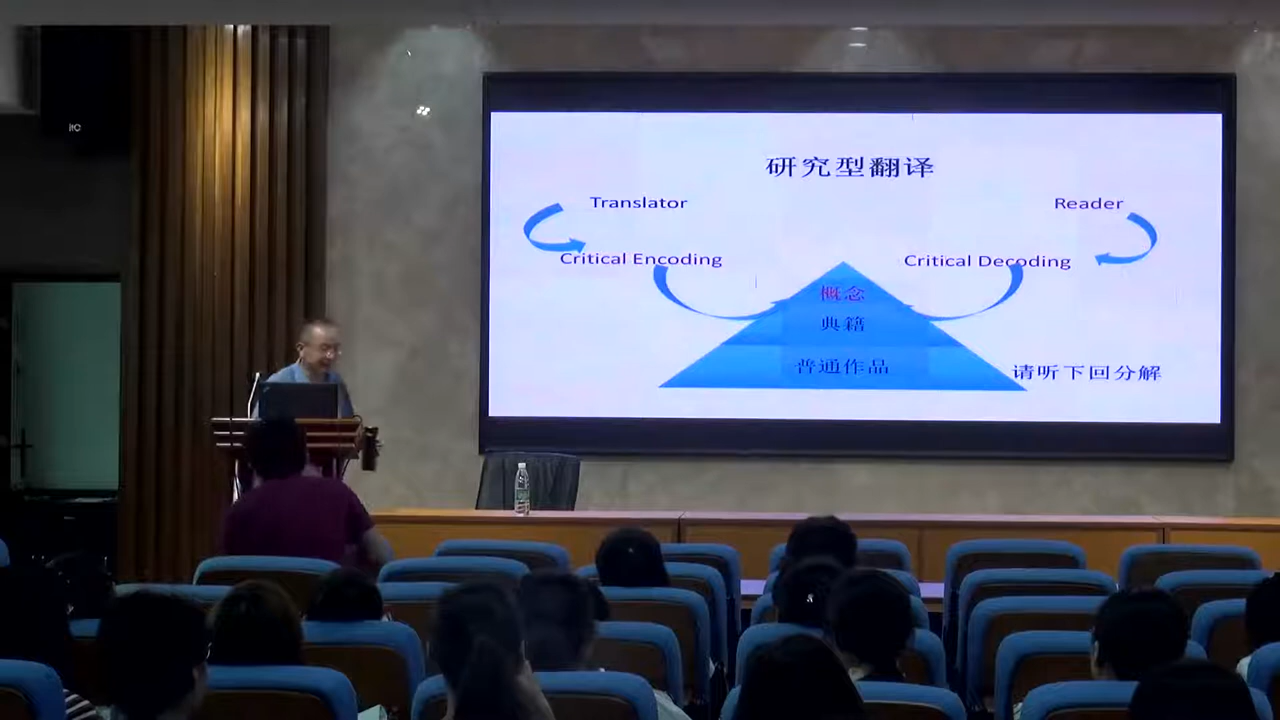 itC
研究型翻译
Translator
Reader
Critical Encoding
Critical Decoding
概念
典籍
普通作品
请听下回分解